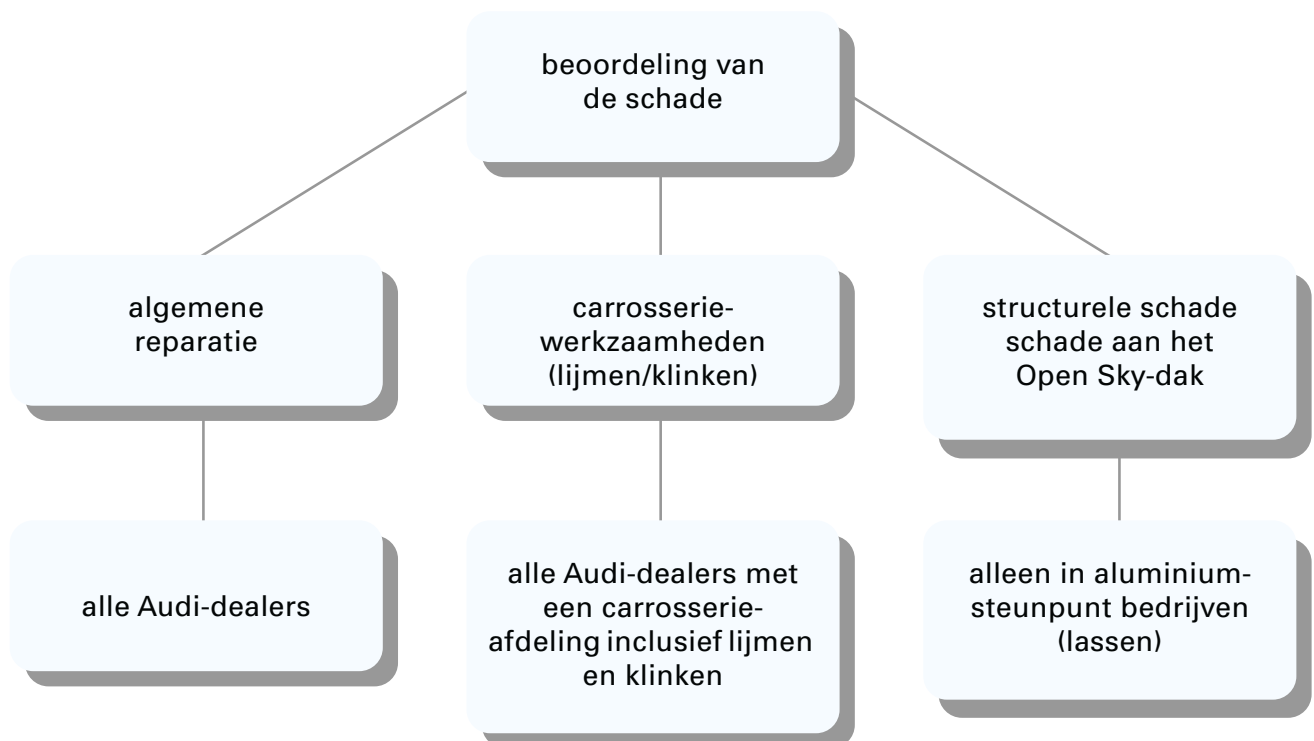 beoordeling van
de schade
algemene
reparatie
carrosserie-
werkzaamheden
(lijmen/klinken)
structurele schade
schade aan het
Open Sky-dak
alle Audi-dealers
alle Audi-dealers met
een carrosserie-
afdeling inclusief lijmen
en klinken
alleen in aluminium-
steunpunt bedrijven
(lassen)